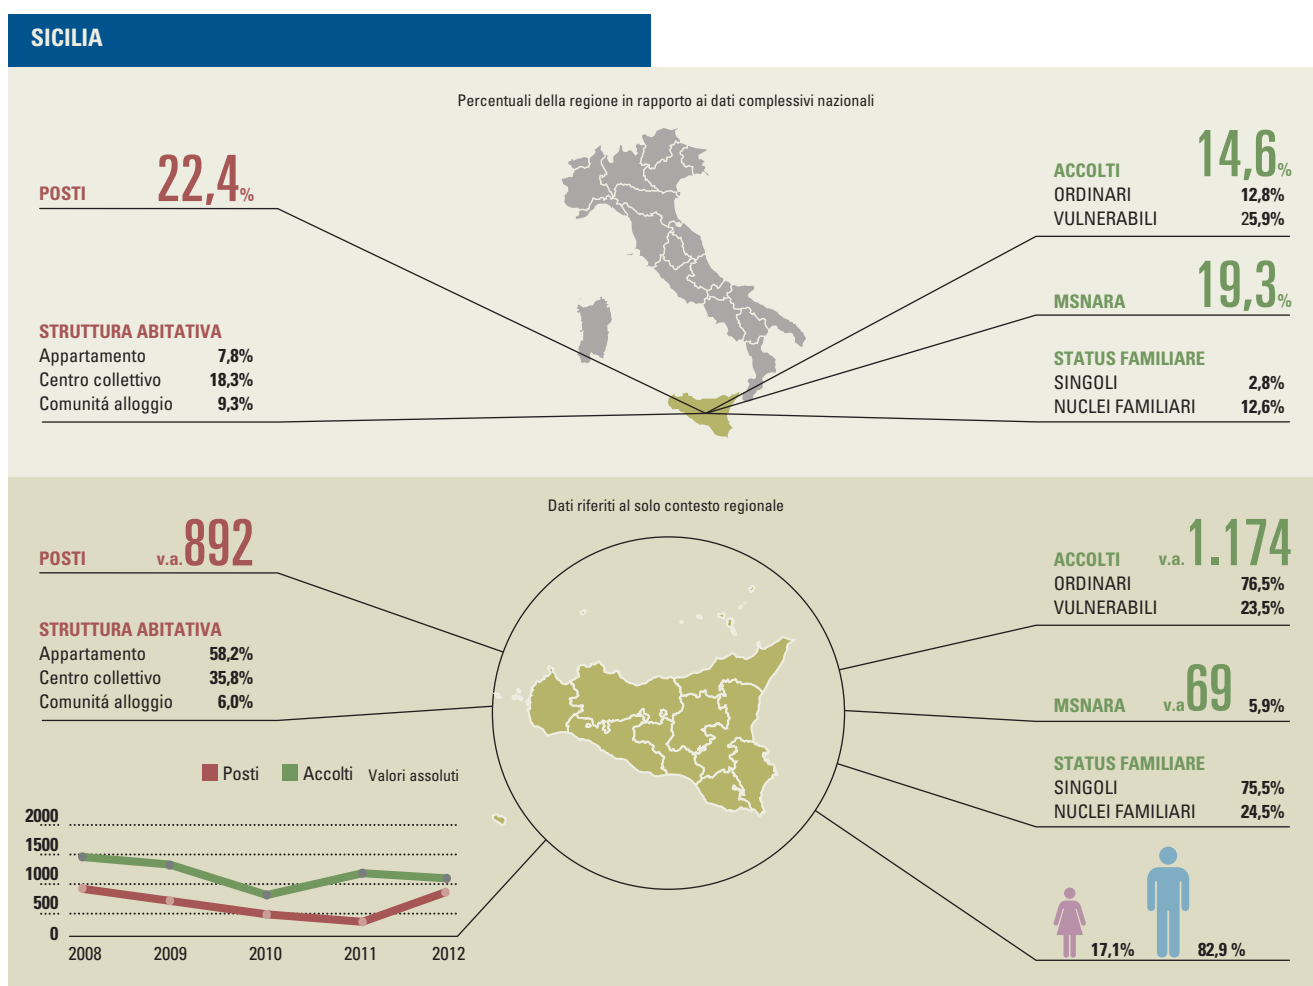 SICILIA
Percentuali della regione in rapporto ai dati complessivi nazionali
POSTI 22,4%
STRUTTURA ABITATIVA
Appartamento 7,8%
Centro collettivo 18,3%
Comunitá alloggio 9,3%
ACCOLTI 14,6%
ORDINARI 12,8%
VULNERABILI 25,9%
MSNARA 19,3%
STATUS FAMILIARE
SINGOLI 2,8%
NUCLEI FAMILIARI 12,6%
Dati riferiti al solo contesto regionale
POSTI v.a. 892
STRUTTURA ABITATIVA
Appartamento 58,2%
Centro collettivo 35,8%
Comunitá alloggio 6,0%
Posti Accolti Valori assoluti
2000
1500
1000
500
0
2008 2009 2010 2011 2012
ACCOLTI v.a. 1.174
ORDINARI 76,5%
VULNERABILI 23,5%
MSNARA v.a 69 5,9%
STATUS FAMILIARE
SINGOLI 75,5%
NUCLEI FAMILIARI 24,5%
17,1% 82,9 %